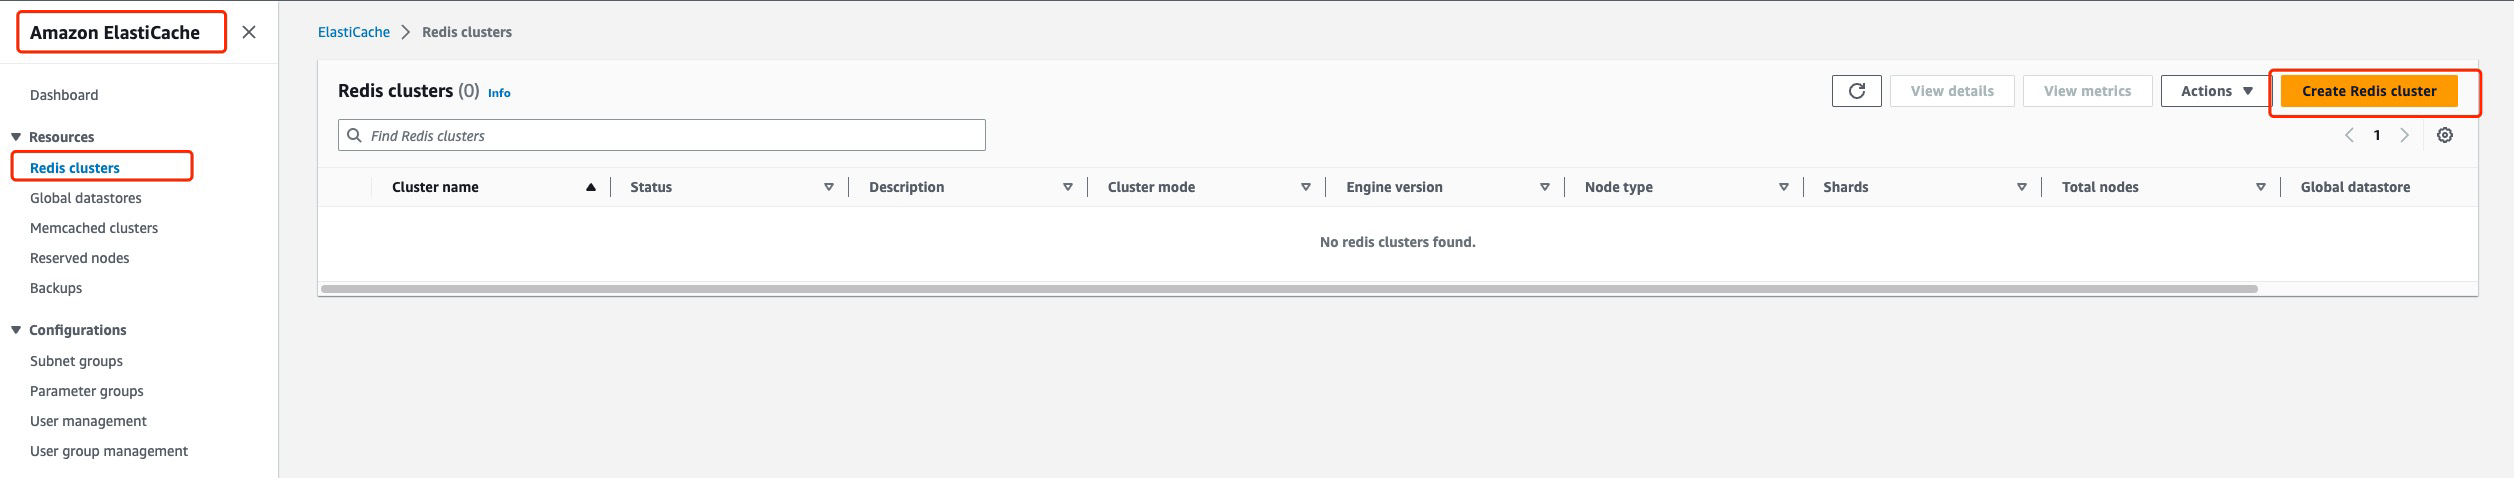 Amazon ElastiCache
Dashboard
Resources
Redis clusters
Global datastores
Memcached clusters
Reserved nodes
Backups
Configurations
Subnet groups
Parameter groups
User management
User group management
ElastiCache Redis clusters
Redis clusters (0) Info
View details View metrics Actions Create Redis cluster
Find Redis clusters
1
Cluster name Status Description Cluster mode Engine version Node type Shards Total nodes Global datastore
No redis clusters found.